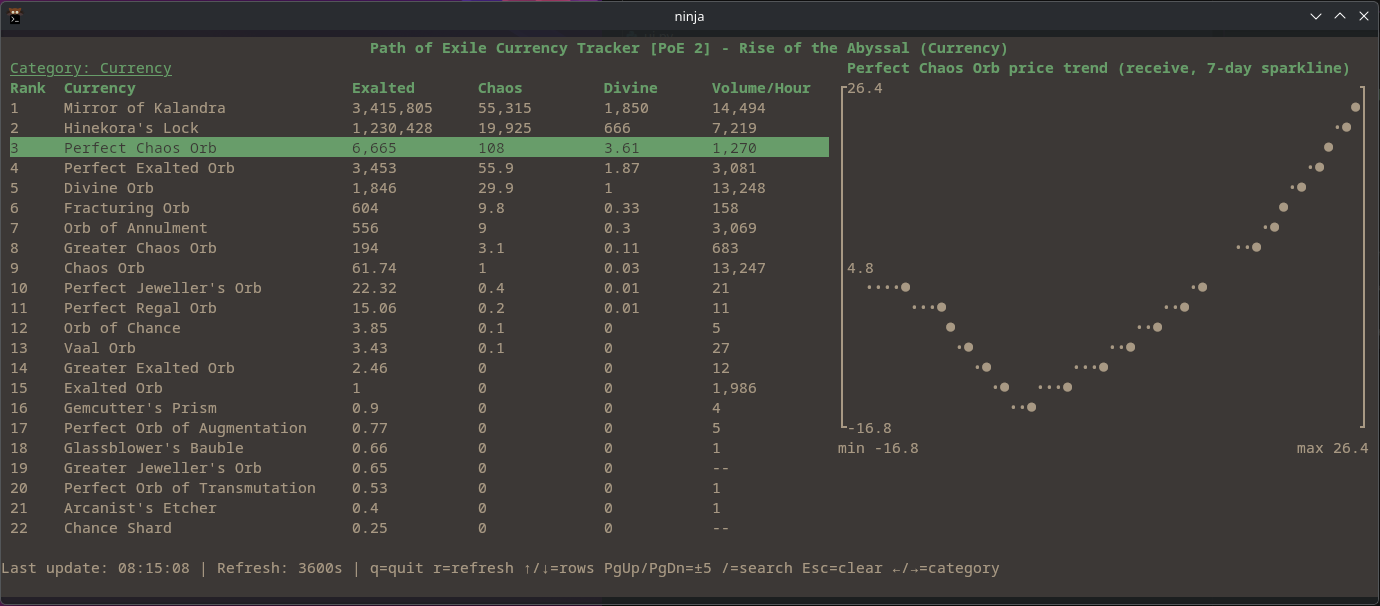 ninja
Path of Exile Currency Tracker [PoE 2] - Rise of the Abyssal (Currency)
Category: Currency
Rank Currency Exalted Chaos Divine Volume/Hour
1 Mirror of Kalandra 3,415,805 55,315 1,850 14,494
2 Hinekora's Lock 1,230,428 19,925 666 7,219
3 Perfect Chaos Orb 6,665 108 3.61 1,270
4 Perfect Exalted Orb 3,453 55.9 1.87 3,081
5 Divine Orb 1,846 29.9 1 13,248
6 Fracturing Orb 604 9.8 0.33 158
7 Orb of Annulment 556 9 0.3 3,069
8 Greater Chaos Orb 194 3.1 0.11 683
9 Chaos Orb 61.74 1 0.03 13,247
10 Perfect Jeweller's Orb 22.32 0.4 0.01 21
11 Perfect Regal Orb 15.06 0.2 0.01 11
12 Orb of Chance 3.85 0.1 0 5
13 Vaal Orb 3.43 0.1 0 27
14 Greater Exalted Orb 2.46 0 0 12
15 Exalted Orb 1 0 0 1,986
16 Gemcutter's Prism 0.9 0 0 4
17 Perfect Orb of Augmentation 0.77 0 0 5
18 Glassblower's Bauble 0.66 0 0 1
19 Greater Jeweller's Orb 0.65 0 0 --
20 Perfect Orb of Transmutation 0.53 0 0 1
21 Arcanist's Etcher 0.4 0 0 1
22 Chance Shard 0.25 0 0 --
Perfect Chaos Orb price trend (receive, 7-day sparkline)
26.4
4.8
-16.8
min -16.8 max 26.4
Last update: 08:15:08 | Refresh: 3600s | q=quit r=refresh ↑/↓=rows PgUp/PgDn=±5 /=search Esc=clear ←/→=category